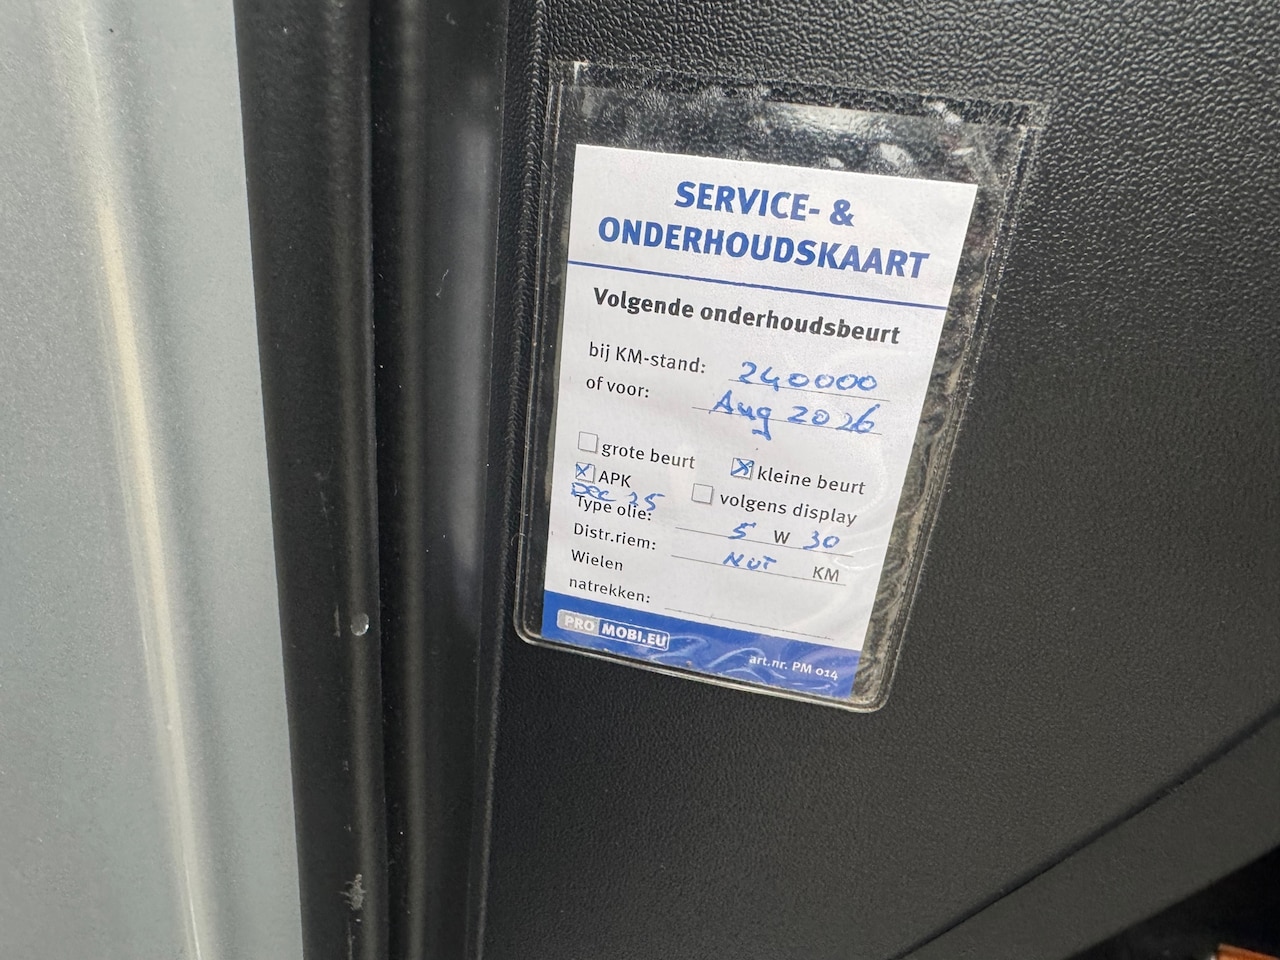 SERVICE- &
ONDERHOUDSKAART
Volgende onderhoudsbeurt
bij KM-stand: 240000
of voor: Aug 2026
grote beurt
kleine beurt
APK
volgens display
DEC 25
Type olie: 5 W 30
Distr.riem: NVT KM
Wielen
natrekken:
PRO MOBI.EU
art.nr. PM 014